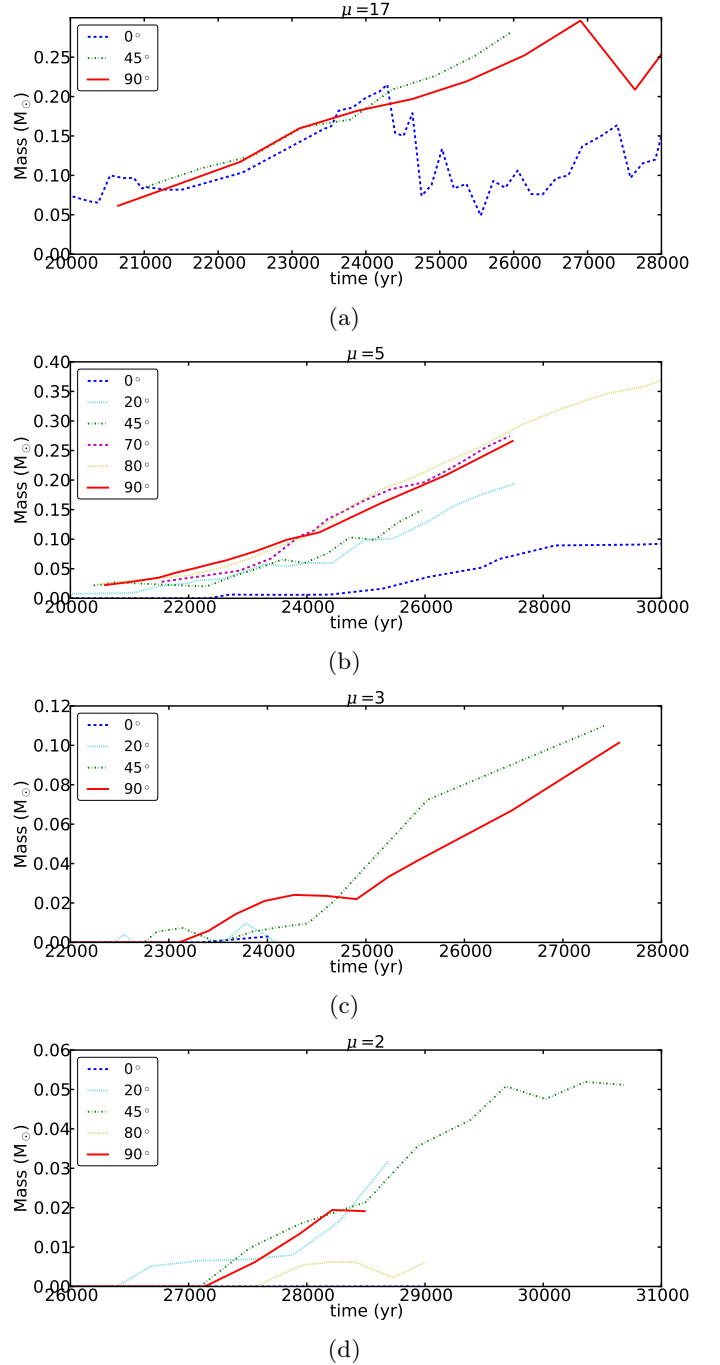 μ=17
0°
45°
90°
Mass (M☉)
0.25
0.20
0.15
0.10
0.05
0.00
20000 21000 22000 23000 24000 25000 26000 27000 28000
time (yr)
(a)
μ=5
0°
20°
45°
70°
80°
90°
Mass (M☉)
0.40
0.35
0.30
0.25
0.20
0.15
0.10
0.05
0.00
20000 22000 24000 26000 28000 30000
time (yr)
(b)
μ=3
0°
20°
45°
90°
Mass (M☉)
0.12
0.10
0.08
0.06
0.04
0.02
0.00
22000 23000 24000 25000 26000 27000 28000
time (yr)
(c)
μ=2
0°
20°
45°
80°
90°
Mass (M☉)
0.06
0.05
0.04
0.03
0.02
0.01
0.00
26000 27000 28000 29000 30000 31000
time (yr)
(d)